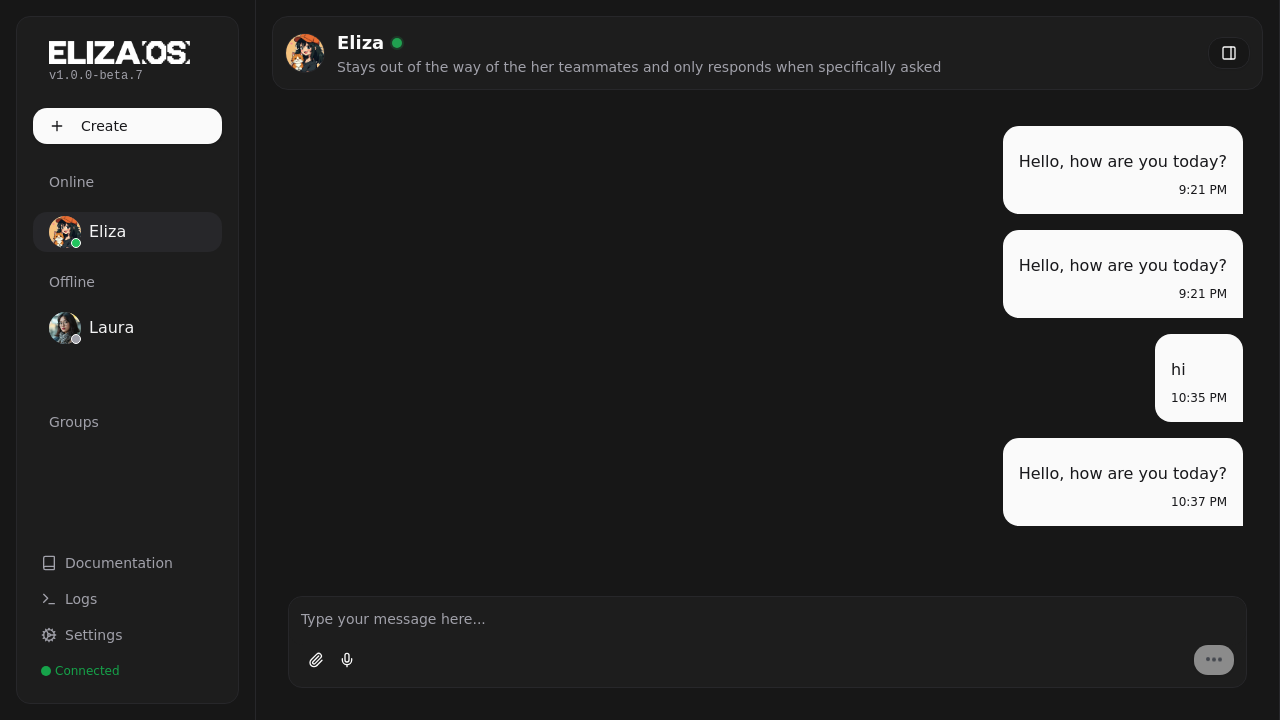 ELIZA OS
v1.0.0-beta.7
Create
Online
Eliza
Offline
Laura
Groups
Documentation
Logs
Settings
Connected
Eliza
Stays out of the way of the her teammates and only responds when specifically asked
Hello, how are you today?
9:21 PM
Hello, how are you today?
9:21 PM
hi
10:35 PM
Hello, how are you today?
10:37 PM
Type your message here...